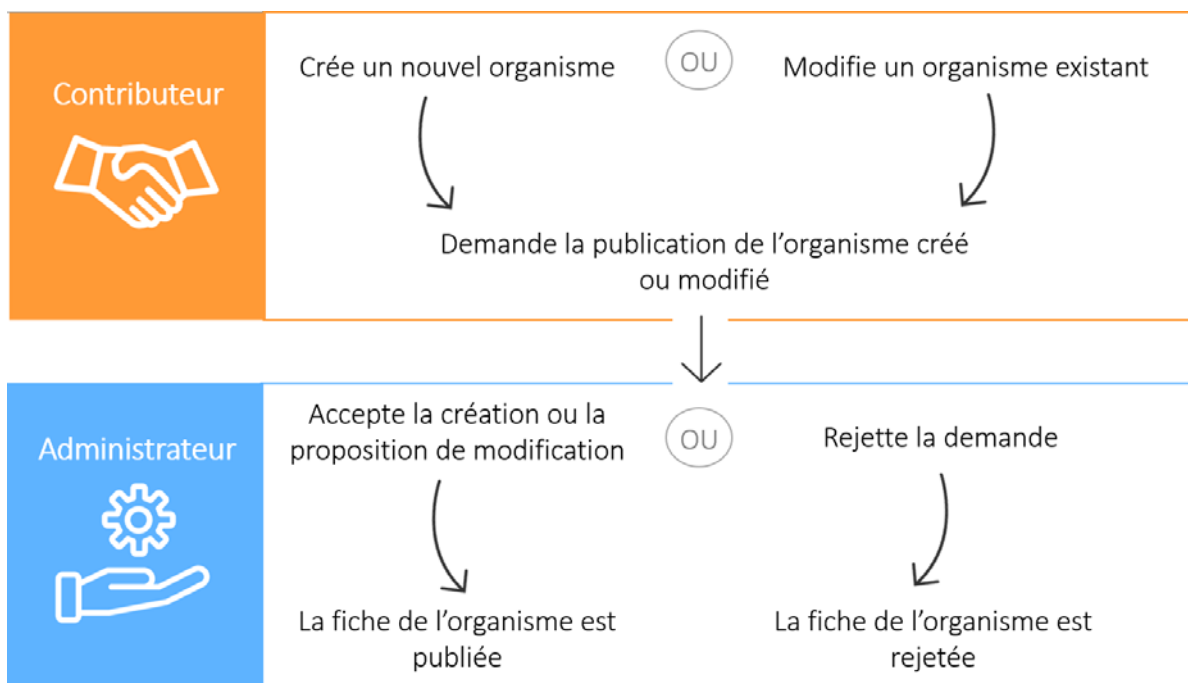 Contributeur
Crée un nouvel organisme
OU
Modifie un organisme existant
Demande la publication de l’organisme créé
ou modifié
Administrateur
Accepte la création ou la
proposition de modification
OU
Rejette la demande
La fiche de l’organisme est
publiée
La fiche de l’organisme est
rejetée